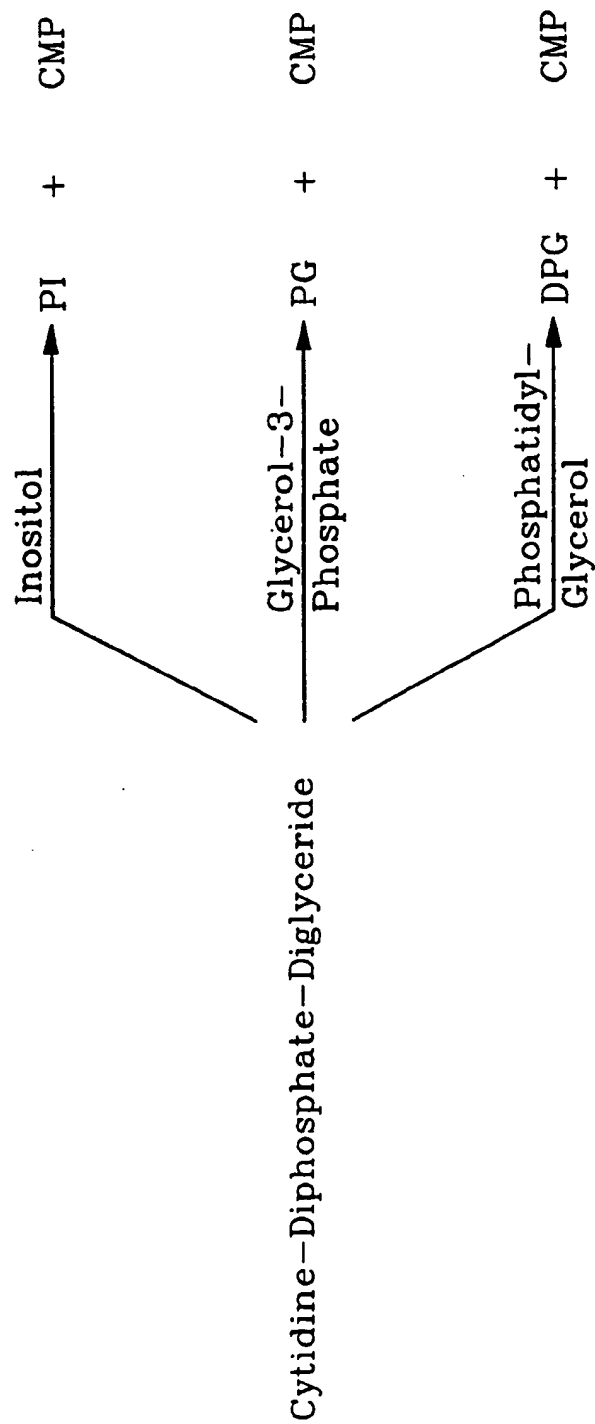 Inositol
PI + CMP
Cytidine–Diphosphate–Diglyceride
Glycerol–3–
Phosphate
PG + CMP
Phosphatidyl–
Glycerol
DPG + CMP